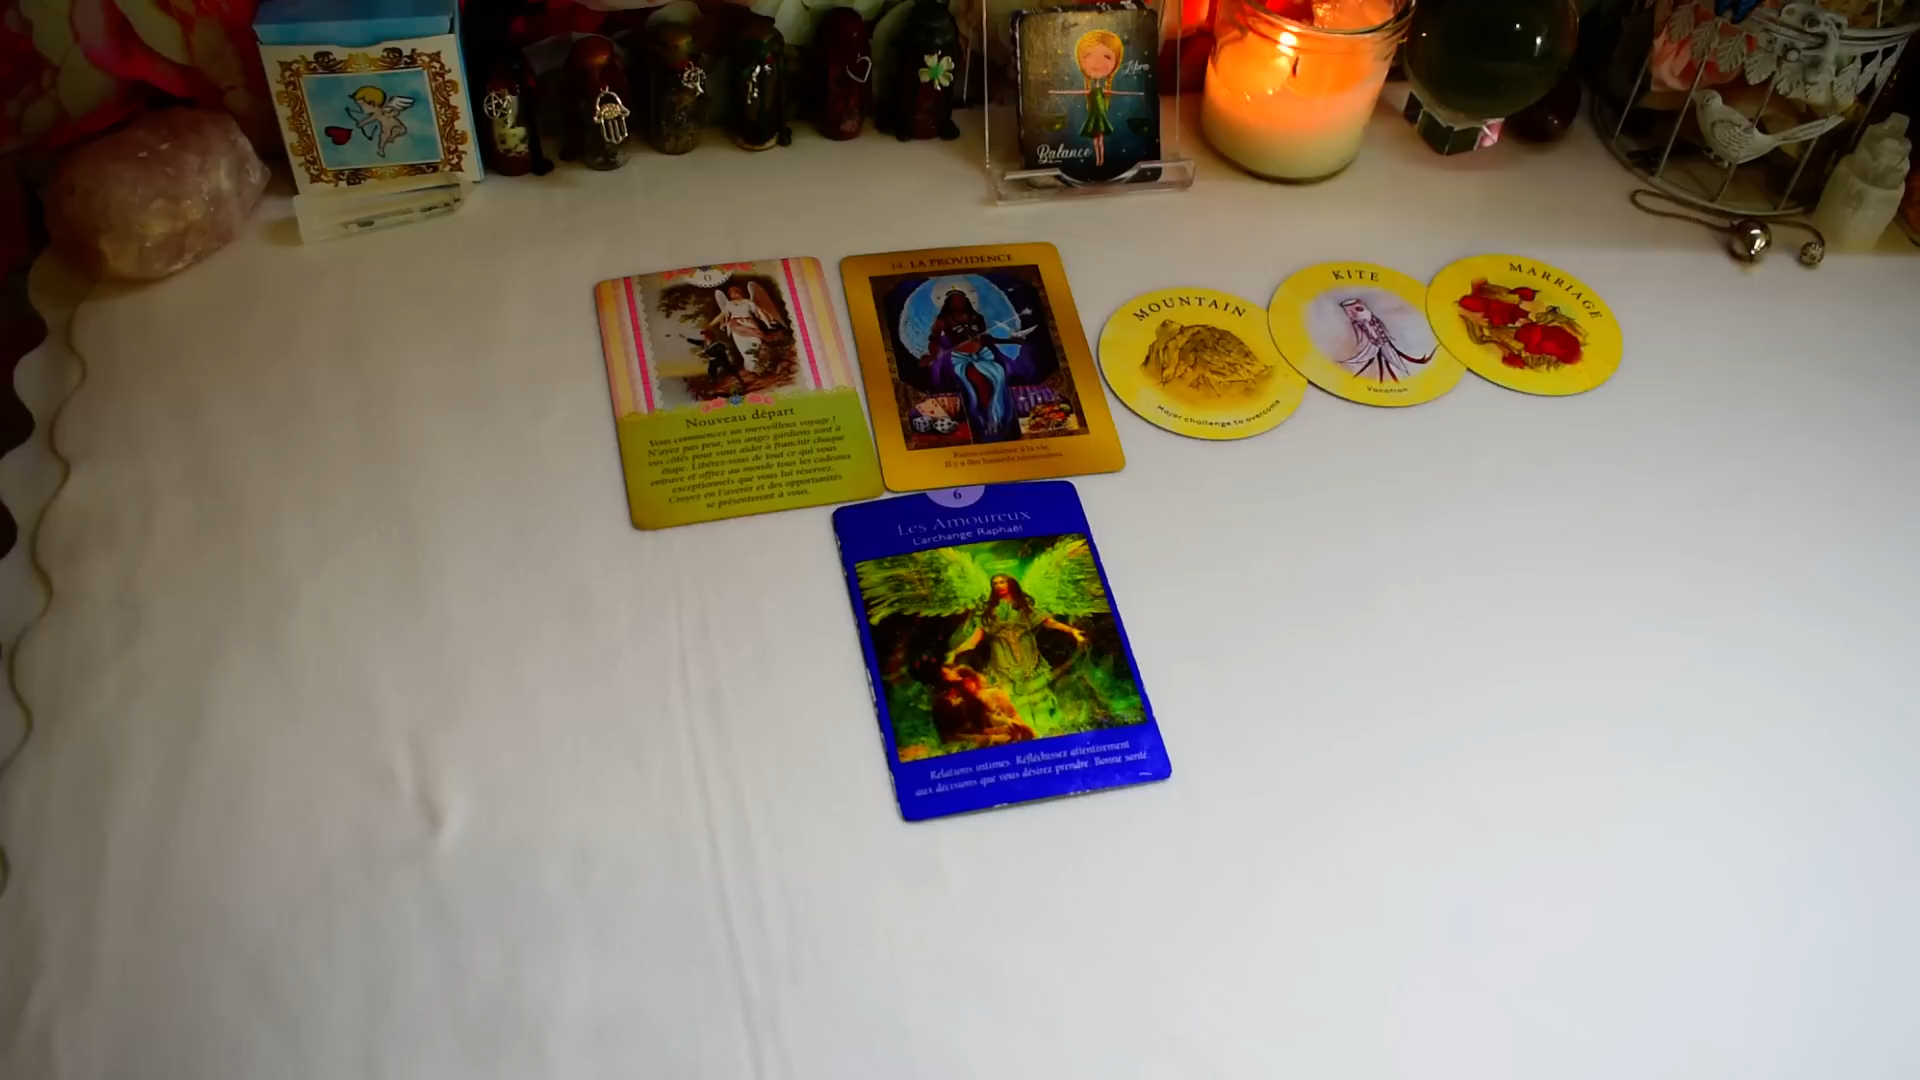 Libra
Balance
0
Nouveau départ
Vous commencez un merveilleux voyage !
N'ayez pas peur, vos anges gardiens sont à
vos côtés pour vous aider à franchir chaque
étape. Libérez-vous de tout ce qui vous
entrave et offrez au monde tous les cadeaux
exceptionnels que vous lui réservez.
Croyez en l'avenir et des opportunités
se présenteront à vous.
14. LA PROVIDENCE
Faites confiance à la vie.
Il y a des hasards
MOUNTAIN
Major challenge to overcome
KITE
Vocation
MARRIAGE
6
Les Amoureux
L'archange Raphaël
Relations intimes. Réfléchissez attentivement
aux décisions que vous désirez prendre. Bonne santé.